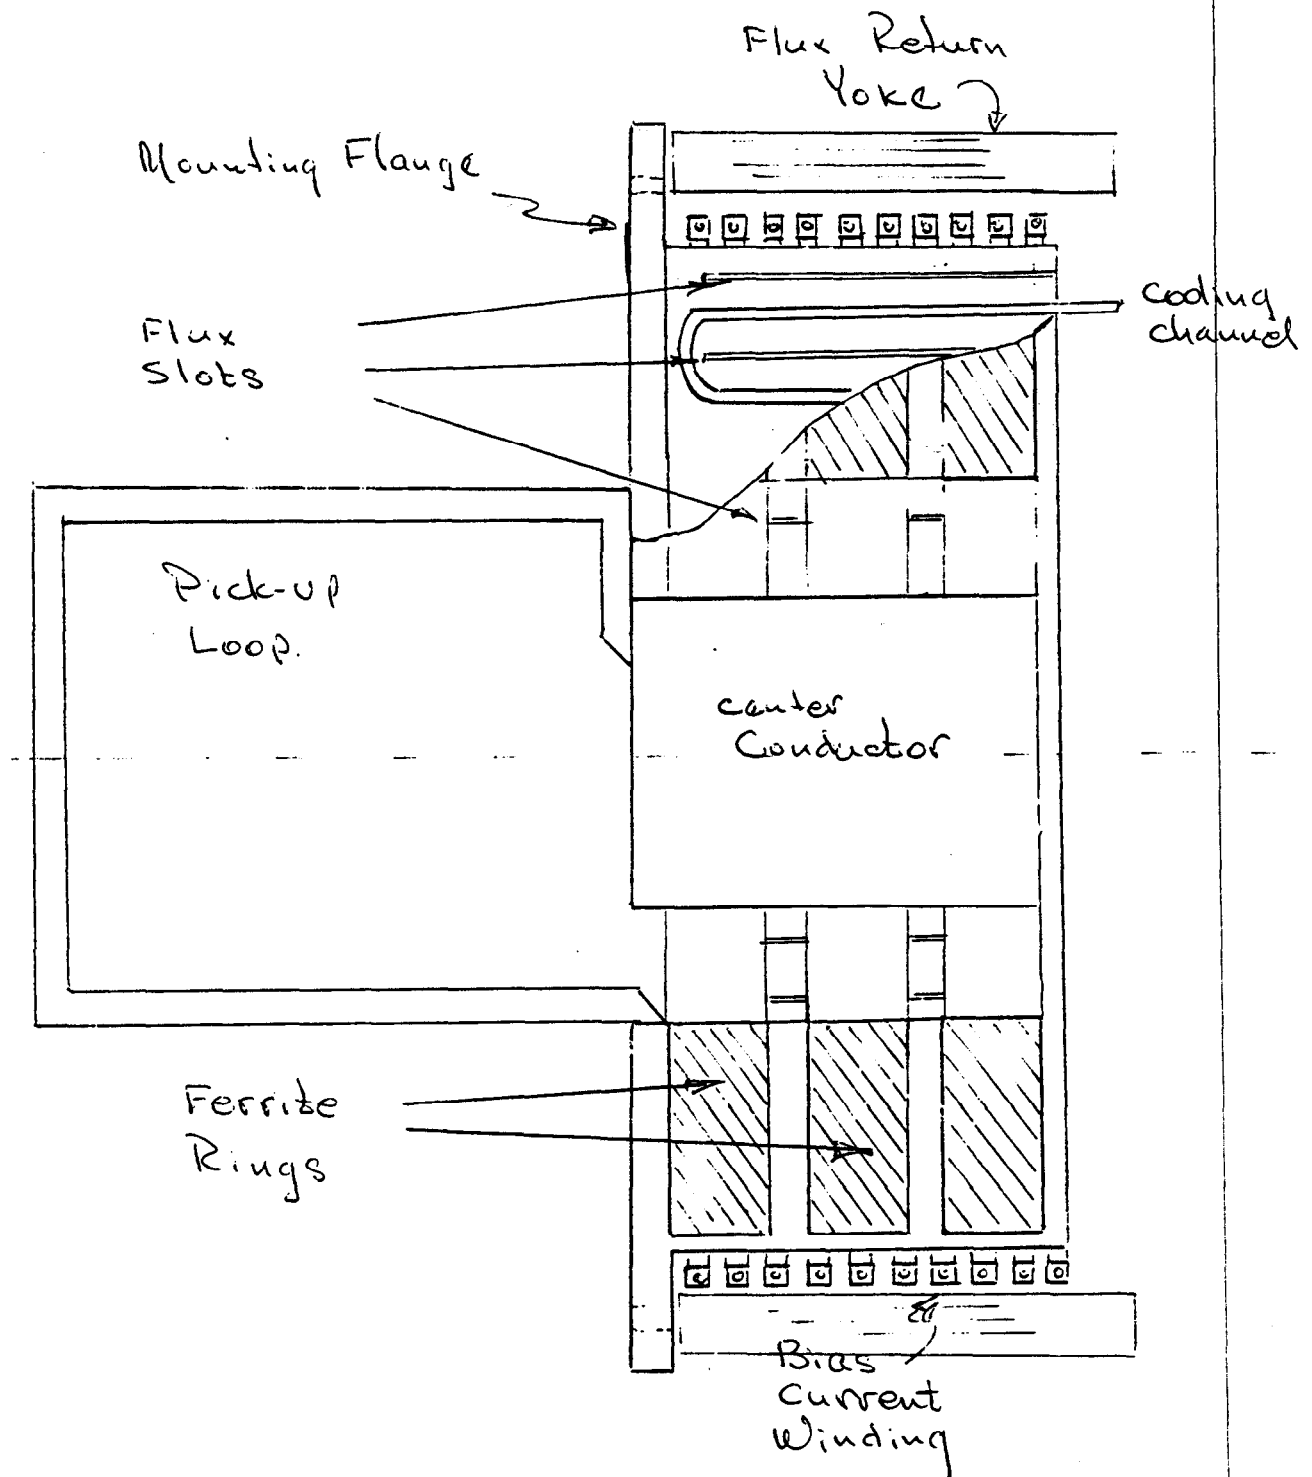 Flux Return
Yoke
Mounting Flange
Flux
Slots
cooling
channel
Pick-up
Loop.
center
Conductor
Ferrite
Rings
Bias
Current
Winding